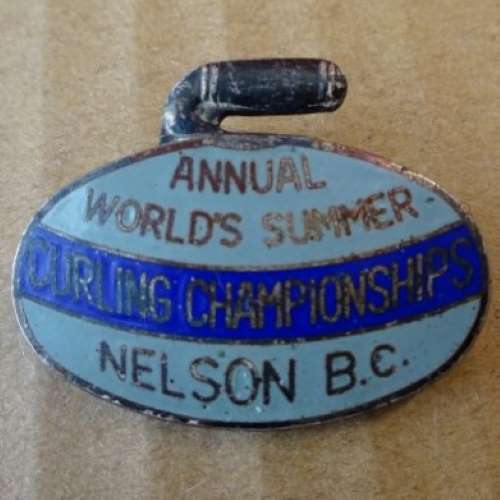 ANNUAL
WORLD'S SUMMER
CURLING CHAMPIONSHIPS
NELSON B.C.